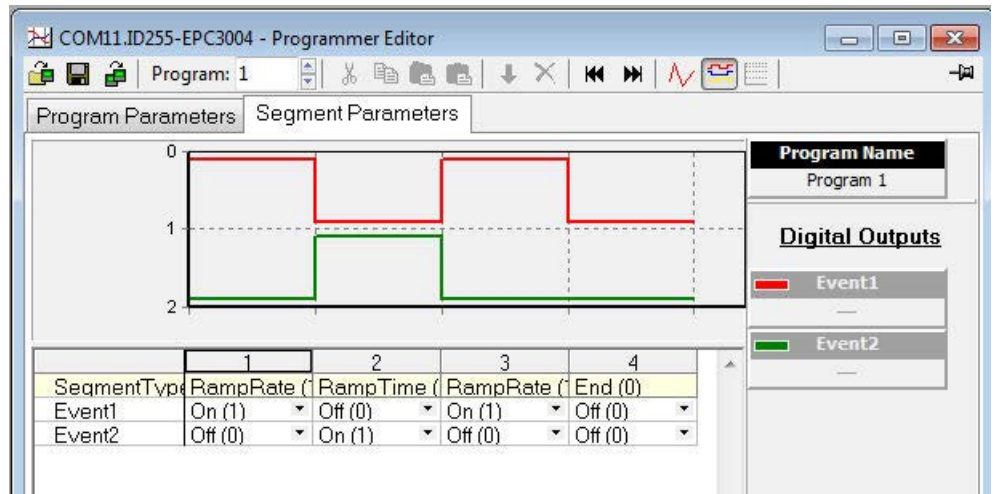 COM11.ID255-EPC3004 - Programmer Editor
Program: 1
Program Parameters Segment Parameters
0
1
2
Program Name
Program 1
Digital Outputs
Event1
—
Event2
—
1 2 3 4
SegmentType RampRate (1 RampTime ( RampRate (1 End (0)
Event1 On (1) Off (0) On (1) Off (0)
Event2 Off (0) On (1) Off (0) Off (0)